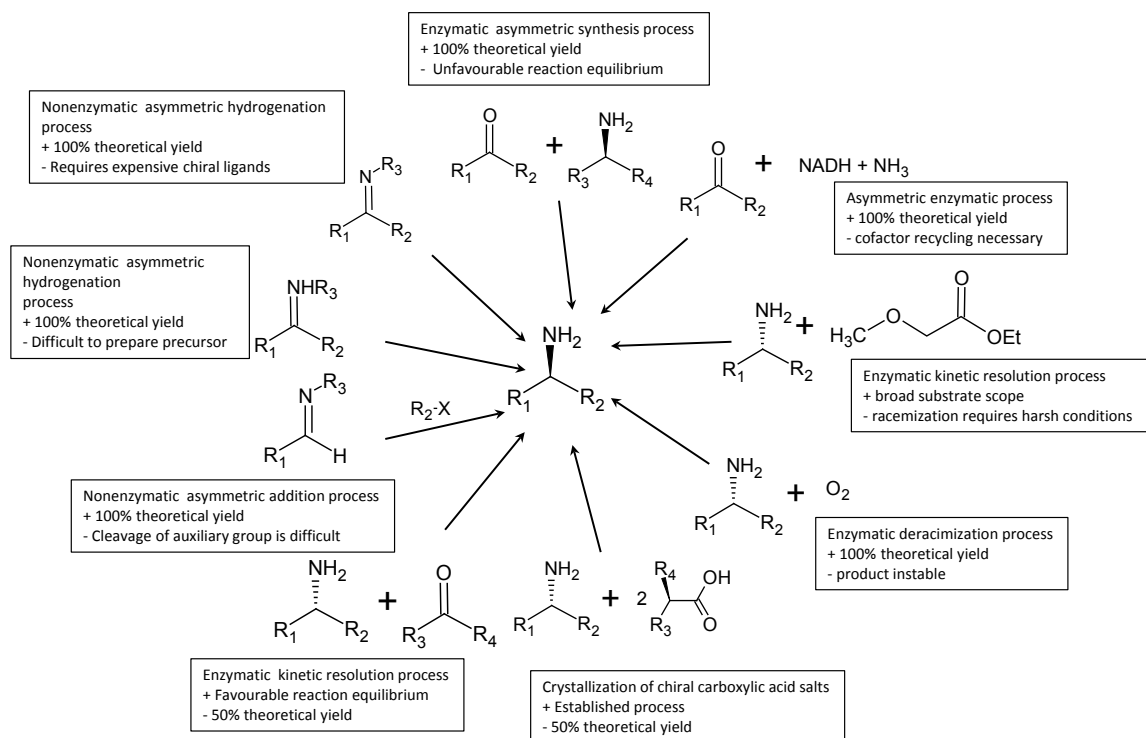 Enzymatic asymmetric synthesis process
+ 100% theoretical yield
- Unfavourable reaction equilibrium
Nonenzymatic asymmetric hydrogenation
process
+ 100% theoretical yield
- Requires expensive chiral ligands
N R3
R1 R2
O
R1 R2
+
NH2
R3 R4
O
R1 R2
+ NADH + NH3
Asymmetric enzymatic process
+ 100% theoretical yield
- cofactor recycling necessary
Nonenzymatic asymmetric
hydrogenation
process
+ 100% theoretical yield
- Difficult to prepare precursor
NHR3
R1 R2
NH2
R1 R2
NH2
R1 R2
+
H3C O O OEt
Enzymatic kinetic resolution process
+ broad substrate scope
- racemization requires harsh conditions
N R3
R1 H
R2-X
Nonenzymatic asymmetric addition process
+ 100% theoretical yield
- Cleavage of auxiliary group is difficult
NH2
R1 R2
+ O2
Enzymatic deracimization process
+ 100% theoretical yield
- product instable
NH2
R1 R2
+
O
R3 R4
Enzymatic kinetic resolution process
+ Favourable reaction equilibrium
- 50% theoretical yield
NH2
R1 R2
+ 2
R4 OH
R3 O
Crystallization of chiral carboxylic acid salts
+ Established process
- 50% theoretical yield